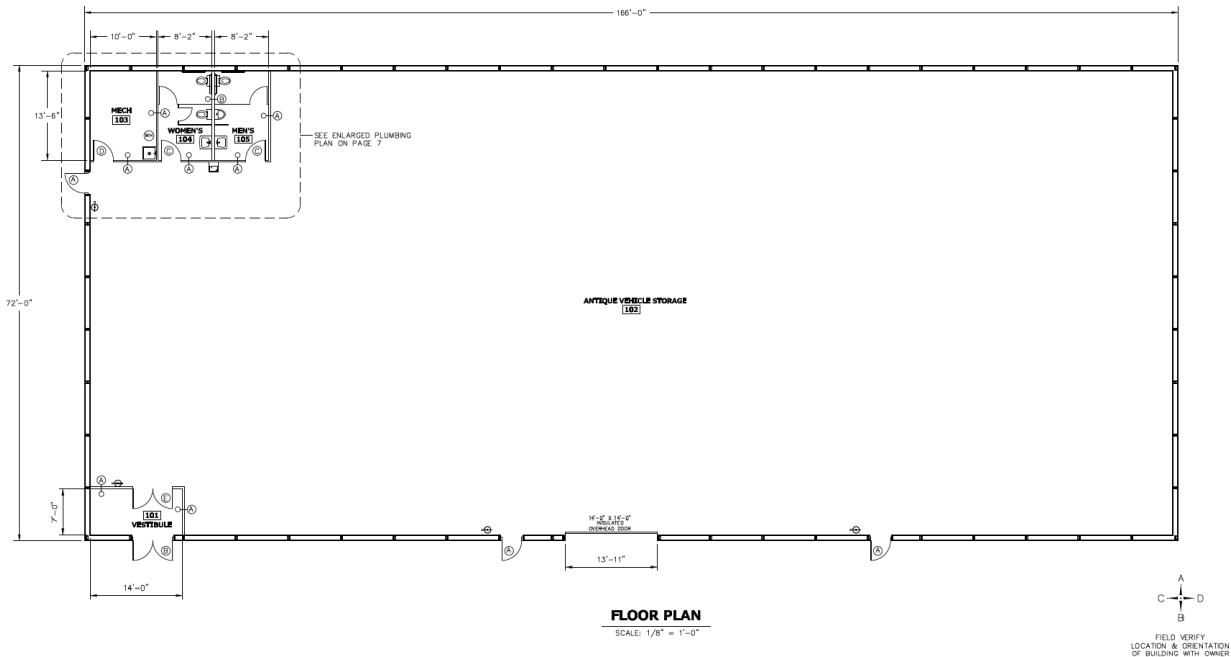 166'-0"
10'-0"
8'-2"
8'-2"
72'-0"
13'-6"
MECH
103
A
WH
D
A
WOMEN'S
104
C
A
B
MEN'S
105
A
C
A
SEE ENLARGED PLUMBING
PLAN ON PAGE 7
A
ANTIQUE VEHICLE STORAGE
102
A
7'-0"
E
A
101
VESTIBULE
B
14'-0"
A
14'-0" X 14'-0"
INSULATED
OVERHEAD DOOR
13'-11"
A
FLOOR PLAN
SCALE: 1/8" = 1'-0"
A
C D
B
FIELD VERIFY
LOCATION & ORIENTATION
OF BUILDING WITH OWNER